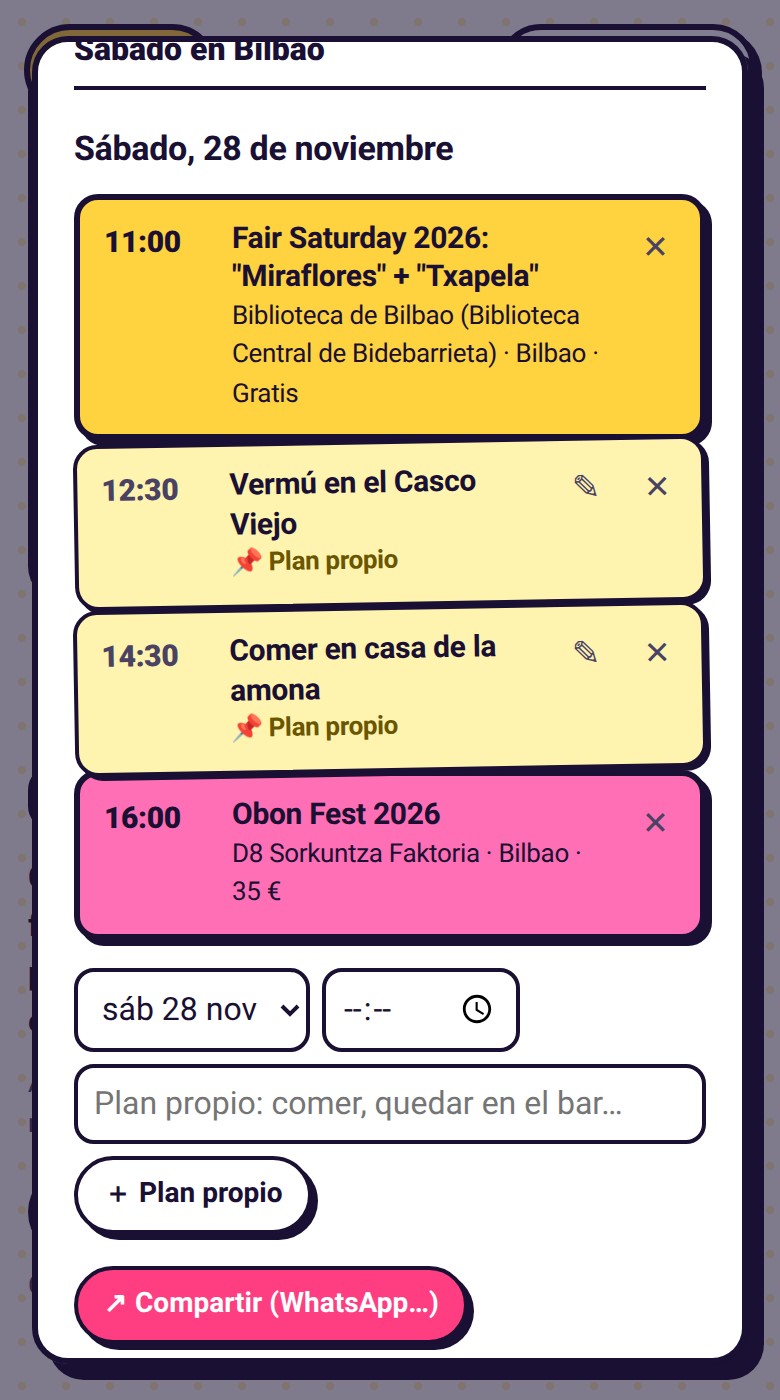 Sábado en Bilbao
Sábado, 28 de noviembre
11:00
Fair Saturday 2026:
"Miraflores" + "Txapela"
✕
Biblioteca de Bilbao (Biblioteca
Central de Bidebarrieta) · Bilbao ·
Gratis
12:30
Vermú en el Casco
Viejo
✎ ✕
📌 Plan propio
14:30
Comer en casa de la
amona
✎ ✕
📌 Plan propio
16:00
Obon Fest 2026
✕
D8 Sorkuntza Faktoria · Bilbao ·
35 €
sáb 28 nov
--:--
Plan propio: comer, quedar en el bar...
+ Plan propio
↗ Compartir (WhatsApp...)